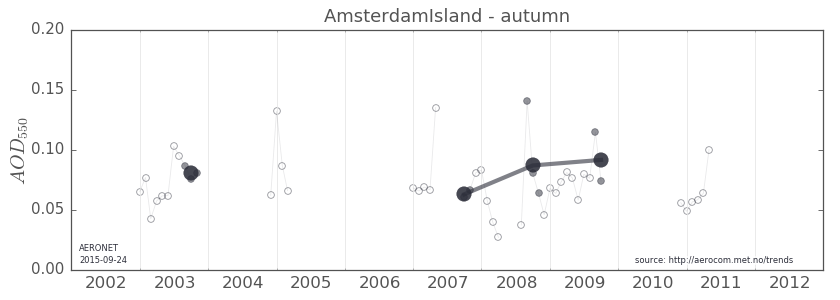 AmsterdamIsland - autumn
0.20
0.15
0.10
0.05
0.00
AOD550
AERONET
2015-09-24
source: http://aerocom.met.no/trends
2002 2003 2004 2005 2006 2007 2008 2009 2010 2011 2012